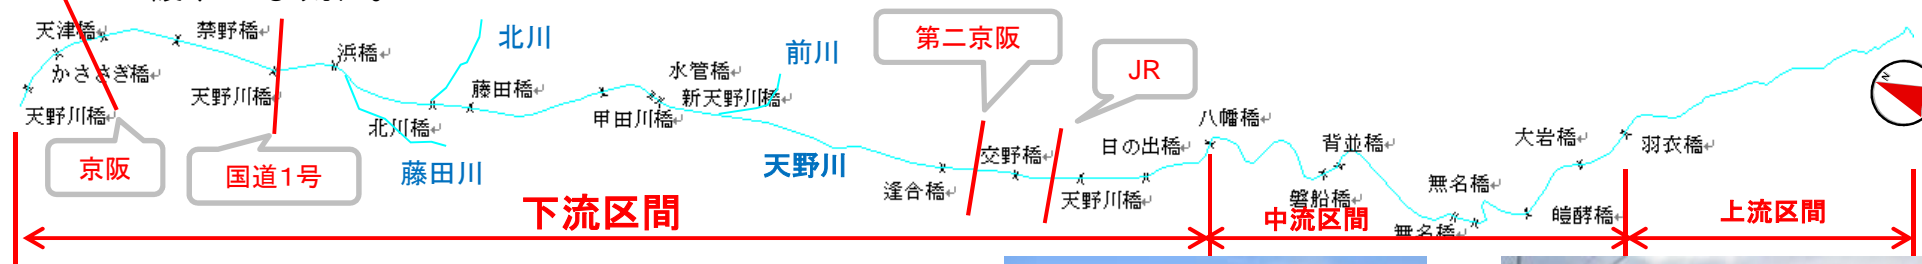 天津橋
かささぎ橋
天野川橋
京阪
禁野橋
天野川橋
国道1号
浜橋
北川
北川橋
藤田川
藤田橋
甲田川橋
水管橋
新天野川橋
前川
天野川
逢合橋
第二京阪
交野橋
JR
天野川橋
日の出橋
八幡橋
背並橋
磐船橋
無名橋
無名橋
大岩橋
皚酵橋
羽衣橋
N
下流区間
中流区間
上流区間